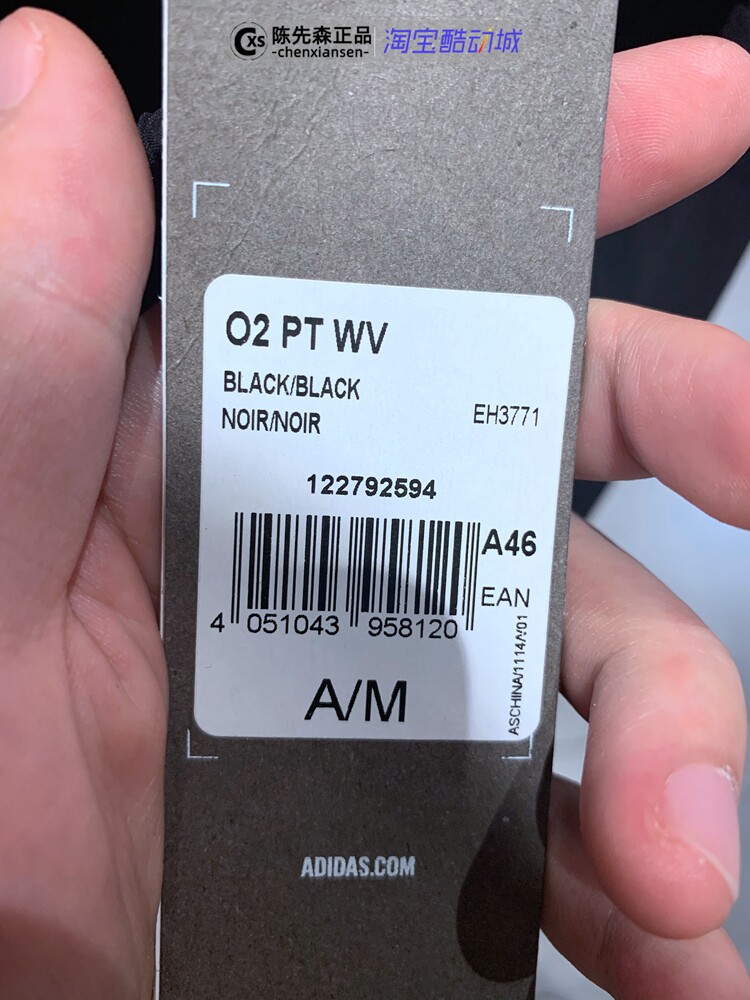 CXS 陈先森正品 淘宝酷动城
-chenxiansen-
O2 PT WV
BLACK/BLACK
NOIR/NOIR
EH3771
122792594
A46
EAN
4 051043 958120
ASCHINA/1114/V01
A/M
ADIDAS.COM